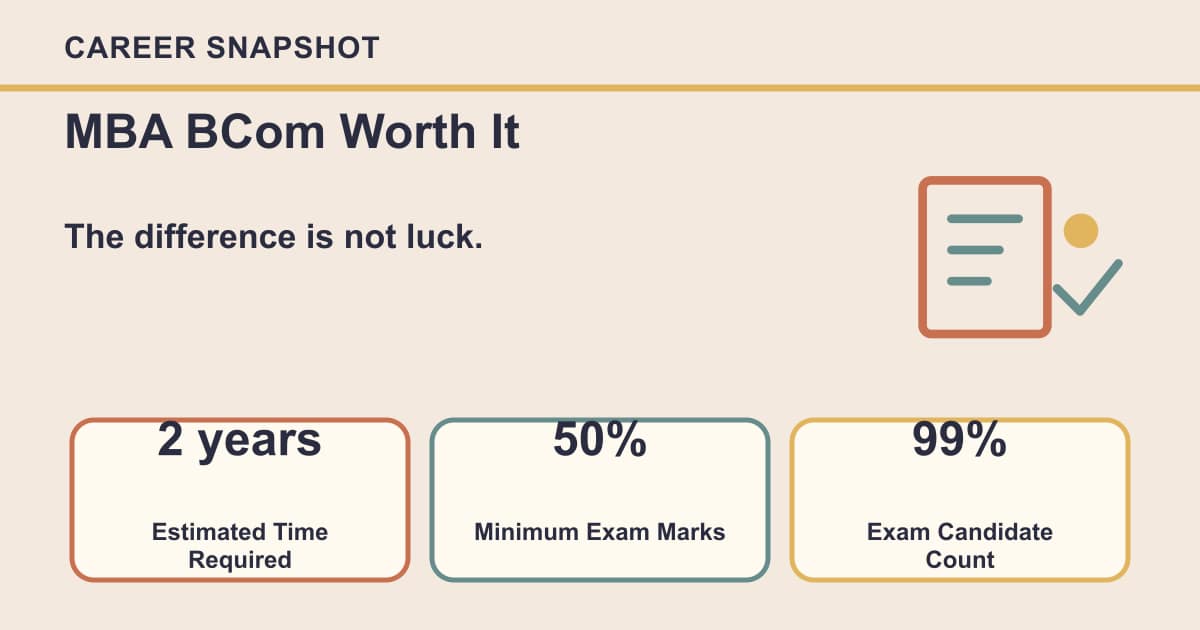 CAREER SNAPSHOT
MBA BCom Worth It
The difference is not luck.
2 years
Estimated Time
Required
50%
Minimum Exam Marks
99%
Exam Candidate
Count